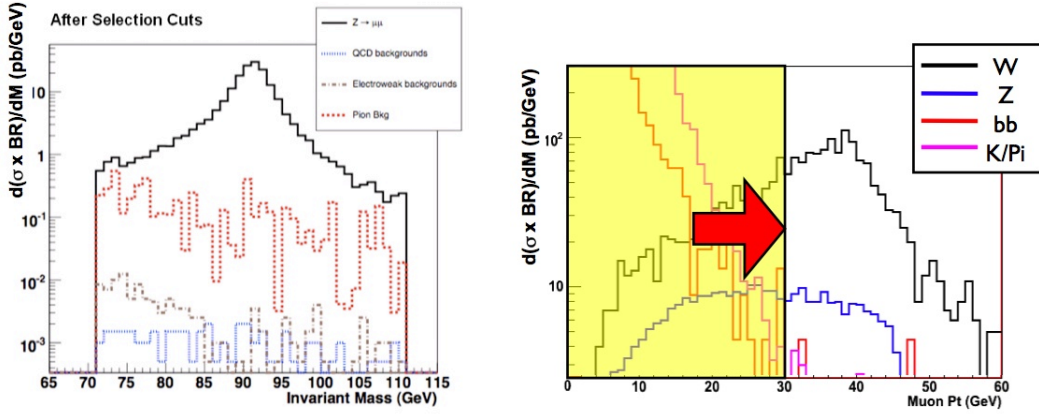 After Selection Cuts
d(σ x BR)/dM (pb/GeV)
Z → μμ
QCD backgrounds
Electroweak backgrounds
Pion Bkg
10
1
10⁻¹
10⁻²
10⁻³
65 70 75 80 85 90 95 100 105 110 115
Invariant Mass (GeV)
d(σ x BR)/dM (pb/GeV)
W
Z
bb
K/Pi
10²
10
0 10 20 30 40 50 60
Muon Pt (GeV)